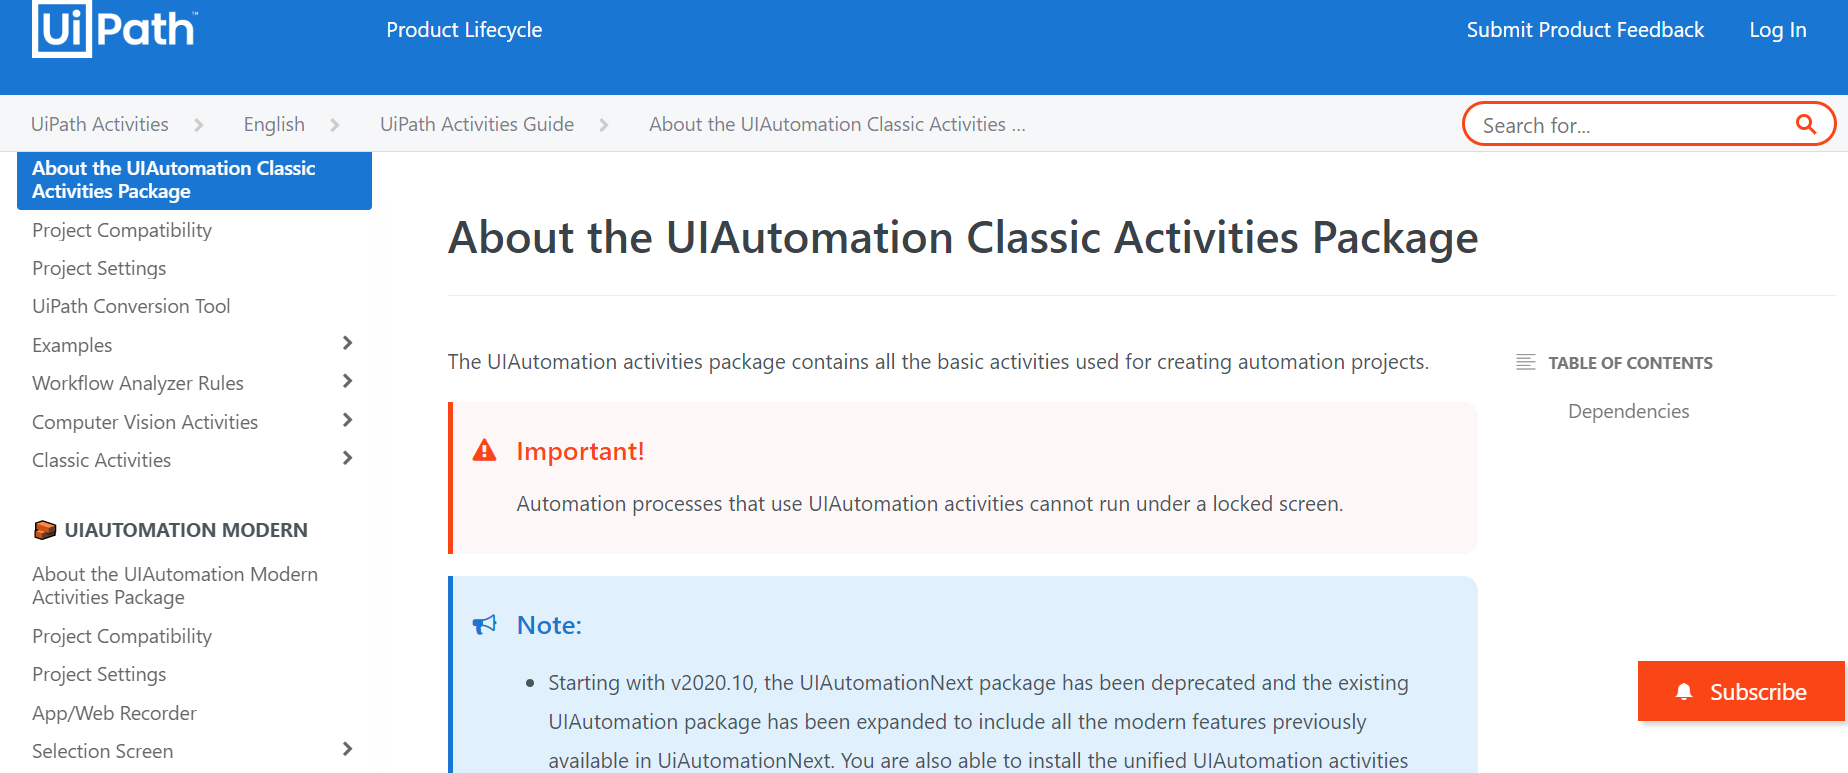 UiPath™
Product Lifecycle
Submit Product Feedback
Log In
UiPath Activities
English
UiPath Activities Guide
About the UIAutomation Classic Activities ...
Search for...
About the UIAutomation Classic
Activities Package
Project Compatibility
Project Settings
UiPath Conversion Tool
Examples
Workflow Analyzer Rules
Computer Vision Activities
Classic Activities
UIAUTOMATION MODERN
About the UIAutomation Modern
Activities Package
Project Compatibility
Project Settings
App/Web Recorder
Selection Screen
About the UIAutomation Classic Activities Package
The UIAutomation activities package contains all the basic activities used for creating automation projects.
Important!
Automation processes that use UIAutomation activities cannot run under a locked screen.
Note:
• Starting with v2020.10, the UIAutomationNext package has been deprecated and the existing
UIAutomation package has been expanded to include all the modern features previously
available in UiAutomationNext. You are also able to install the unified UIAutomation activities
TABLE OF CONTENTS
Dependencies
Subscribe